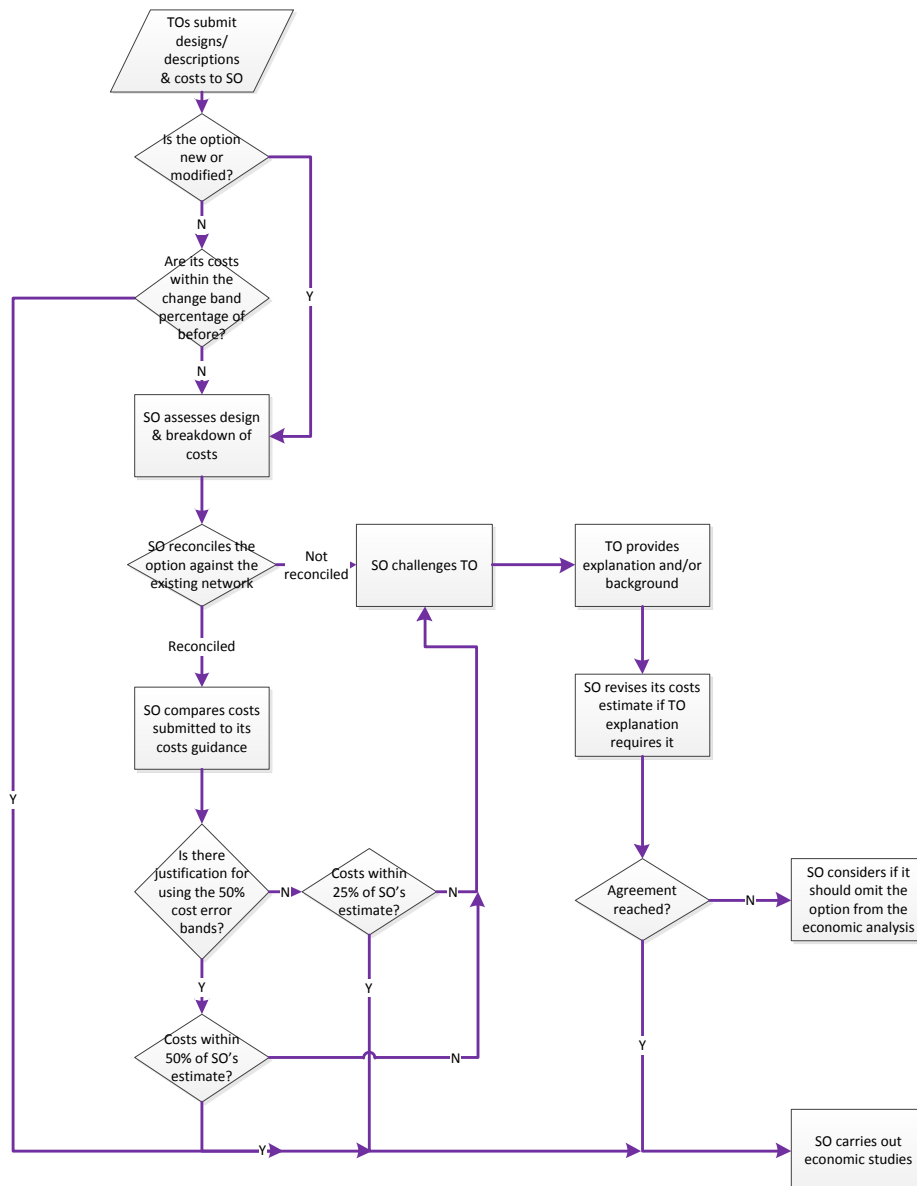 TOs submit
designs/
descriptions
& costs to SO
Is the option
new or
modified?
N
Y
Are its costs
within the
change band
percentage of
before?
N
SO assesses design
& breakdown of
costs
SO reconciles the
option against the
existing network
Not
reconciled
SO challenges TO
TO provides
explanation and/or
background
Reconciled
SO compares costs
submitted to its
costs guidance
SO revises its costs
estimate if TO
explanation
requires it
Y
Is there
justification for
using the 50%
cost error
bands?
N
Costs within
25% of SO's
estimate?
N
Agreement
reached?
N
SO considers if it
should omit the
option from the
economic analysis
Y
Y
Costs within
50% of SO's
estimate?
N
Y
Y
SO carries out
economic studies